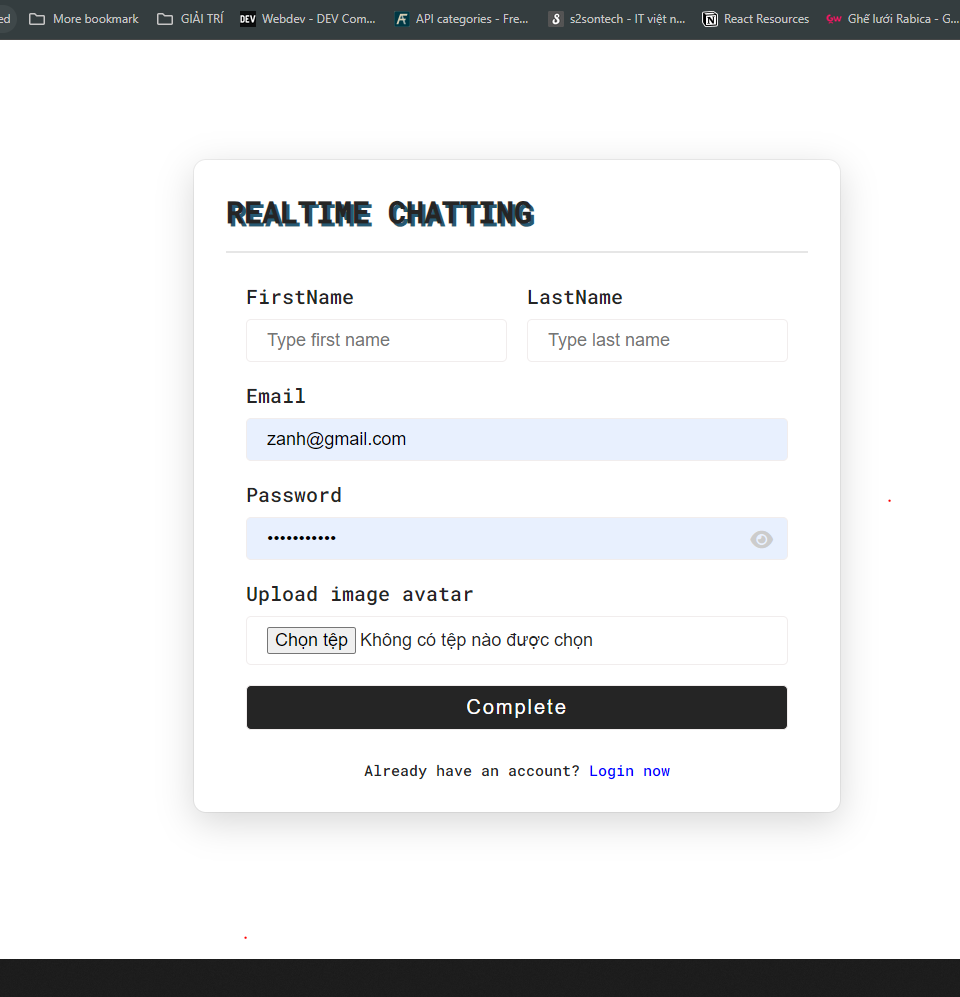 ed More bookmark GIẢI TRÍ DEV Webdev - DEV Com... AF API categories - Fre... s2sontech - IT việt n... React Resources GW Ghế lưới Rabica - G...
REALTIME CHATTING
FirstName LastName
Type first name Type last name
Email
zanh@gmail.com
Password
•••••••••••
Upload image avatar
Chọn tệp Không có tệp nào được chọn
Complete
Already have an account? Login now